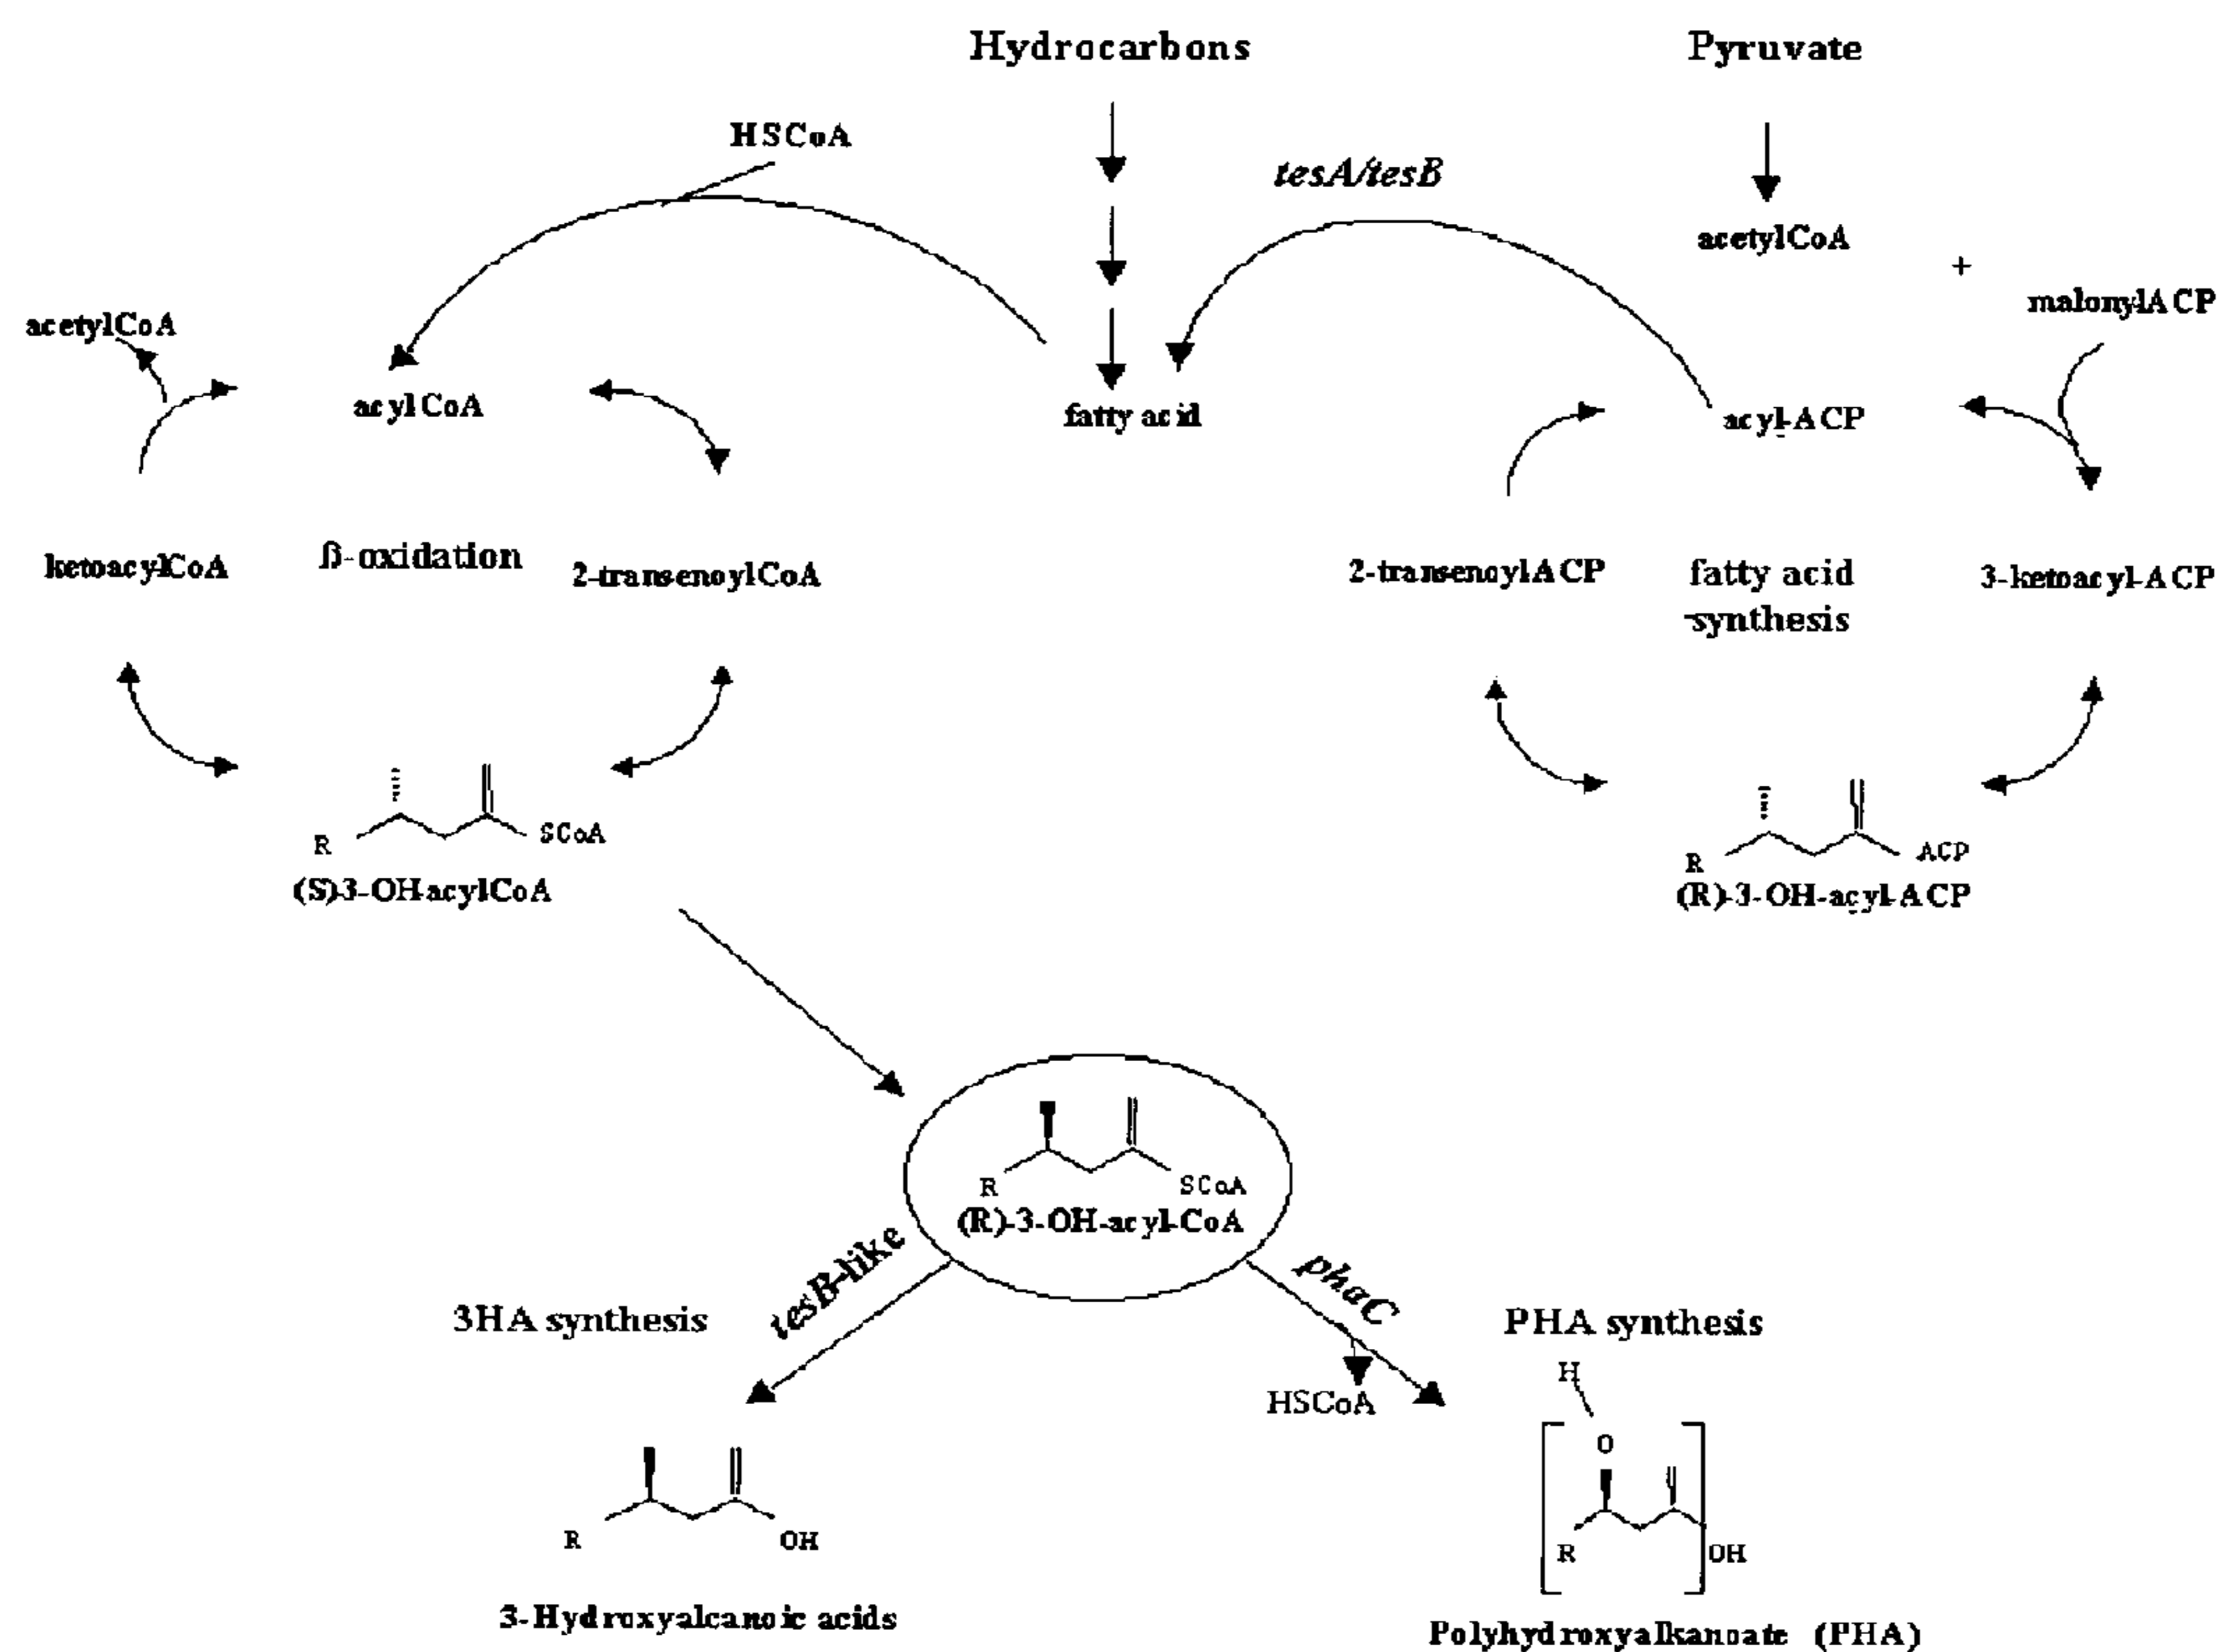 Hydrocarbons
Pyruvate
HSCoA
tesA/tesB
acetylCoA
+
malonylACP
acetylCoA
acylCoA
fatty acid
acyl-ACP
ketoacylCoA
ß-oxidation
2-transenoylCoA
2-transenoylACP
fatty acid
-synthesis
3-ketoacyl-ACP
R
SCoA
(S)-3-OHacylCoA
R
ACP
(R)-3-OH-acyl-ACP
R
SCoA
(R)-3-OH-acyl-CoA
tesB-like
phaC
3HA synthesis
PHA synthesis
HSCoA
H
O
R
OH
R
OH
3-Hydroxyalcanoic acids
Polyhydroxyalkanoate (PHA)